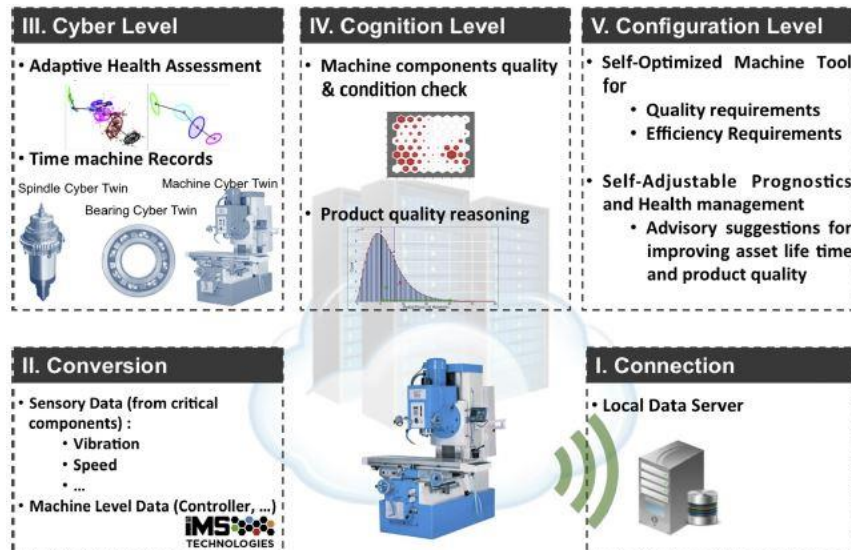 III. Cyber Level
• Adaptive Health Assessment
• Time machine Records
Spindle Cyber Twin
Machine Cyber Twin
Bearing Cyber Twin
IV. Cognition Level
• Machine components quality
& condition check
• Product quality reasoning
V. Configuration Level
• Self-Optimized Machine Tool
for
• Quality requirements
• Efficiency Requirements
• Self-Adjustable Prognostics
and Health management
• Advisory suggestions for
improving asset life time
and product quality
II. Conversion
• Sensory Data (from critical
components) :
• Vibration
• Speed
• ...
• Machine Level Data (Controller, ...)
iMS
TECHNOLOGIES
I. Connection
• Local Data Server